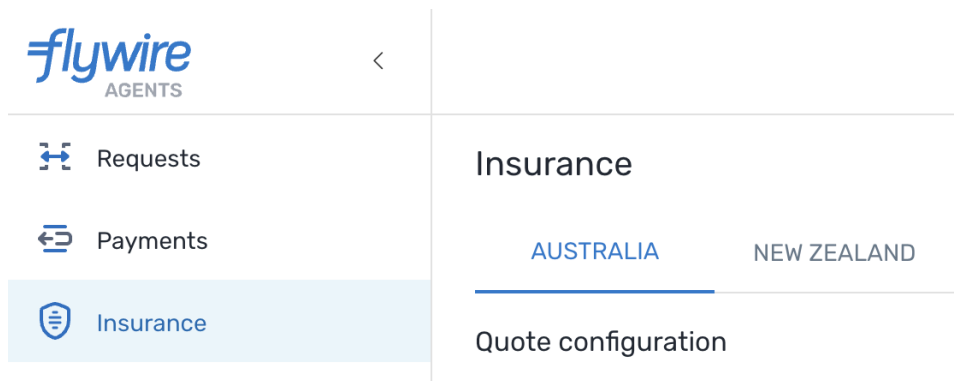 flywire
AGENTS
Requests
Payments
Insurance
Insurance
AUSTRALIA
NEW ZEALAND
Quote configuration